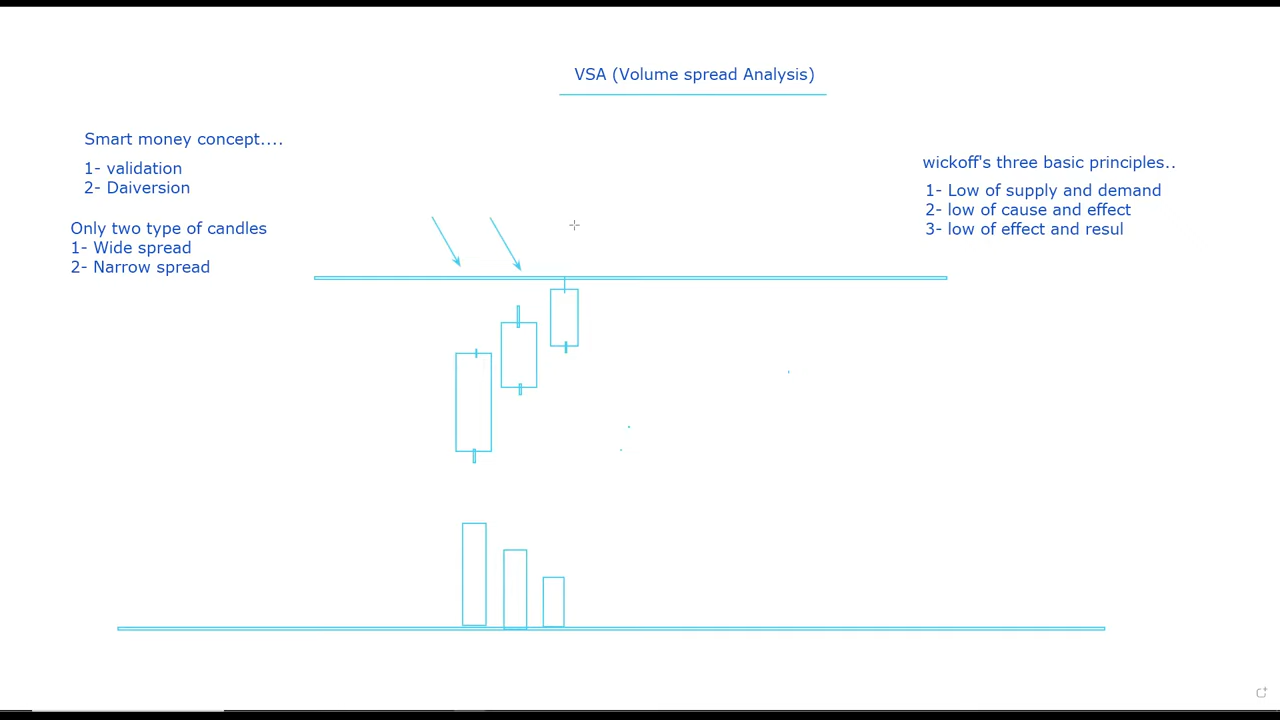 VSA (Volume spread Analysis)
Smart money concept....
1- validation
2- Daiversion
Only two type of candles
1- Wide spread
2- Narrow spread
wickoff's three basic principles..
1- Low of supply and demand
2- low of cause and effect
3- low of effect and resul